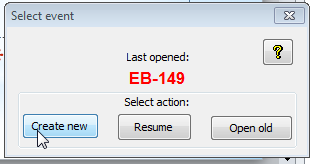 Select event
?
Last opened:
EB-149
Select action:
Create new
Resume
Open old